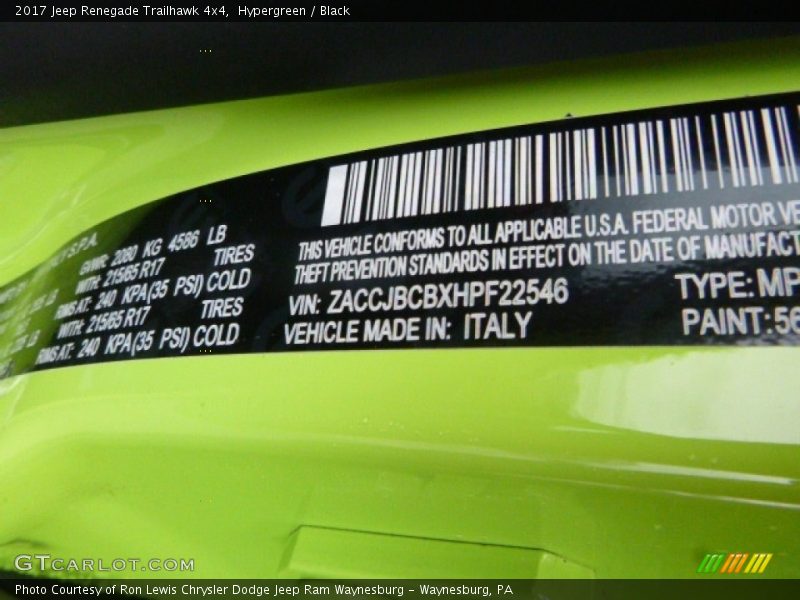 2017 Jeep Renegade Trailhawk 4x4,  Hypergreen / Black
S.P.A.
GVWR: 2080 KG 4586 LB
WITH: 215/65 R17 TIRES
RIMS AT: 240 KPA(35 PSI) COLD
LB WITH: 215/65 R17 TIRES
LB RIMS AT: 240 KPA(35 PSI) COLD
THIS VEHICLE CONFORMS TO ALL APPLICABLE U.S.A. FEDERAL MOTOR VE
THEFT PREVENTION STANDARDS IN EFFECT ON THE DATE OF MANUFACT
VIN: ZACCJBCBXHPF22546 TYPE: MP
VEHICLE MADE IN: ITALY PAINT: 56
GTCARLOT.COM
Photo Courtesy of Ron Lewis Chrysler Dodge Jeep Ram Waynesburg - Waynesburg, PA